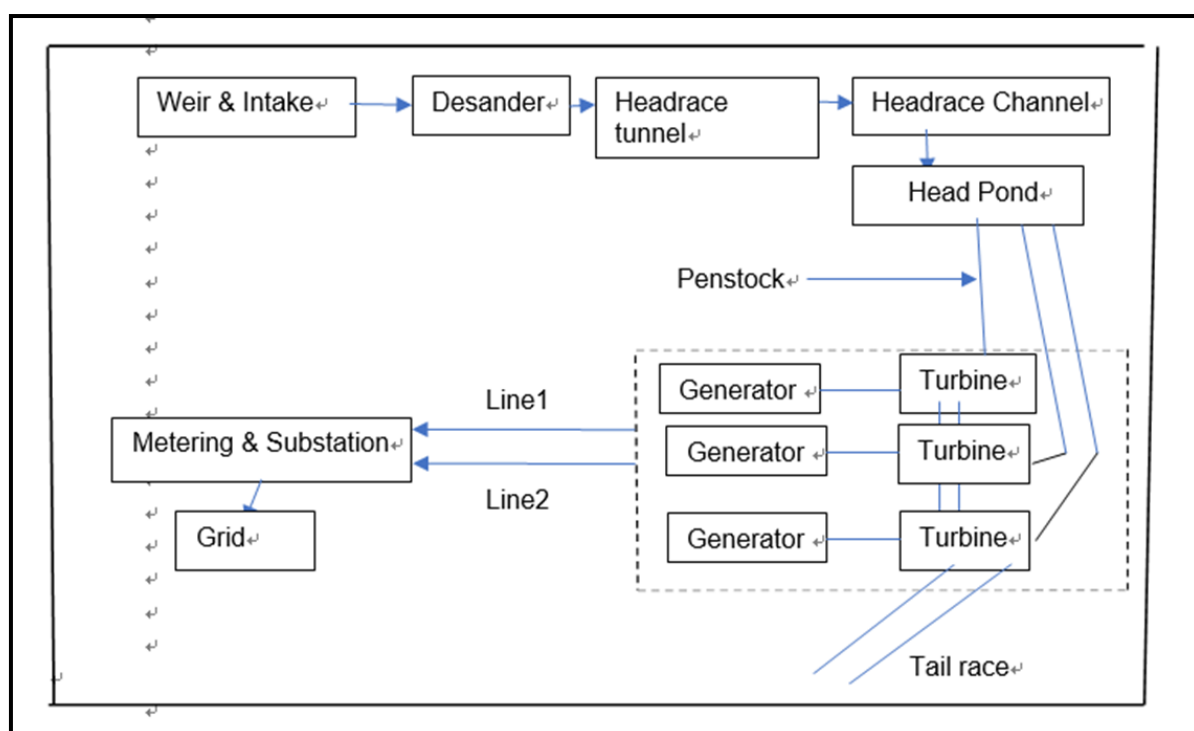 Weir & Intake
Desander
Headrace
tunnel
Headrace Channel
Head Pond
Penstock
Turbine
Generator
Line1
Metering & Substation
Generator
Turbine
Line2
Grid
Generator
Turbine
Tail race